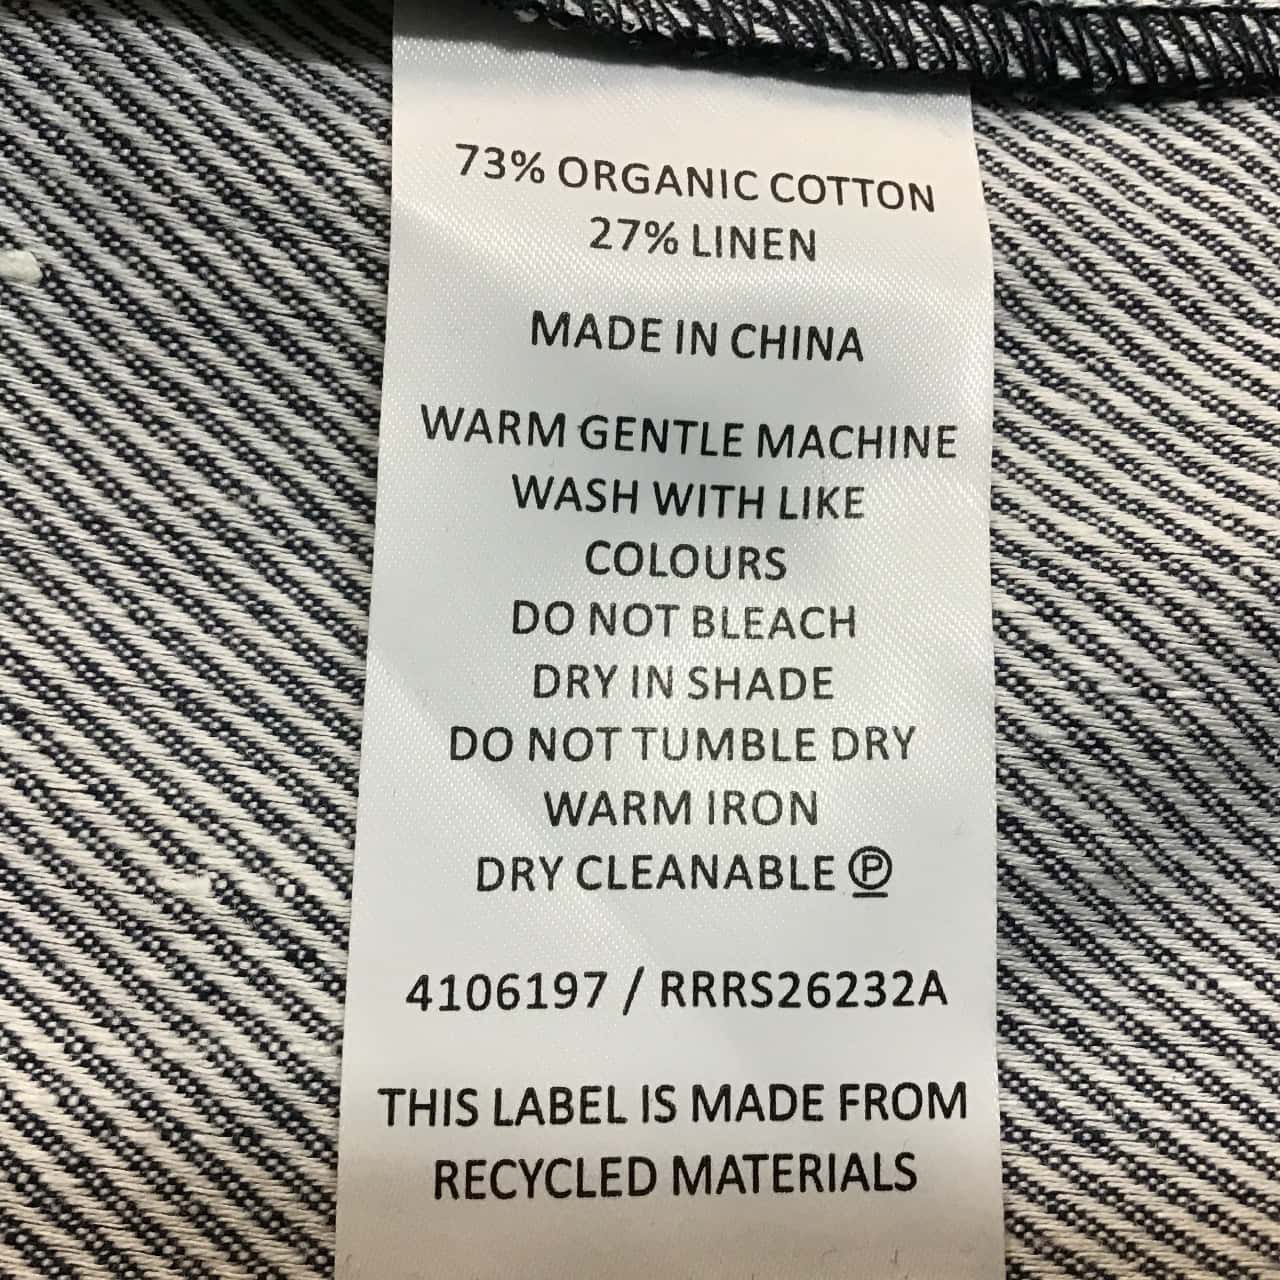 73% ORGANIC COTTON
27% LINEN
MADE IN CHINA
WARM GENTLE MACHINE
WASH WITH LIKE
COLOURS
DO NOT BLEACH
DRY IN SHADE
DO NOT TUMBLE DRY
WARM IRON
DRY CLEANABLE Ⓟ
4106197 / RRRS26232A
THIS LABEL IS MADE FROM
RECYCLED MATERIALS